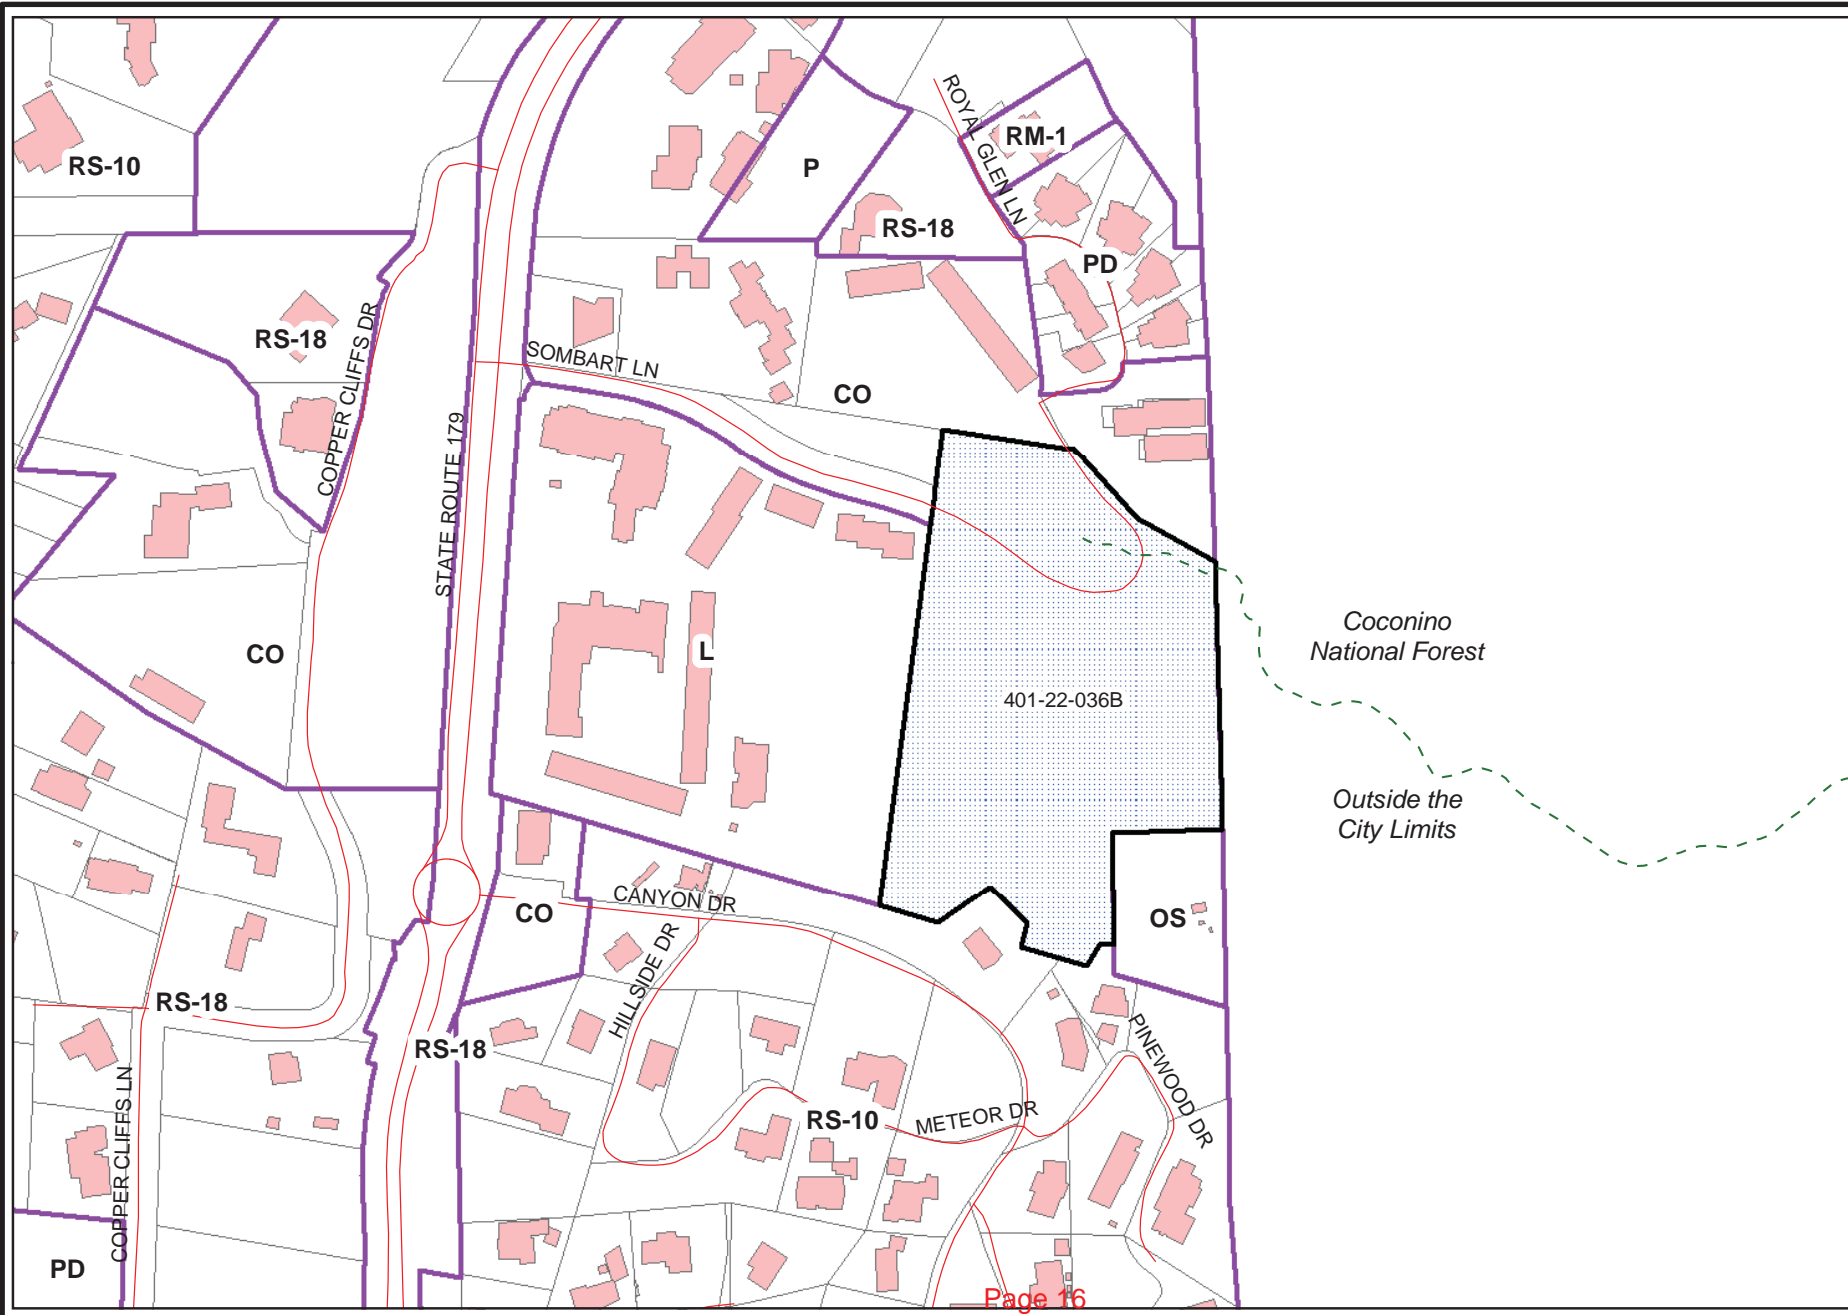 ROYAL GLEN LN
RM-1
RS-10
P
RS-18
PD
RS-18
COPPER CLIFFS DR
SOMBART LN
CO
STATE ROUTE 179
Coconino
National Forest
CO
L
401-22-036B
Outside the
City Limits
CANYON DR
CO
OS
HILLSIDE DR
RS-18
RS-18
PINEWOOD DR
COPPER CLIFFS LN
RS-10
METEOR DR
PD
Page 16